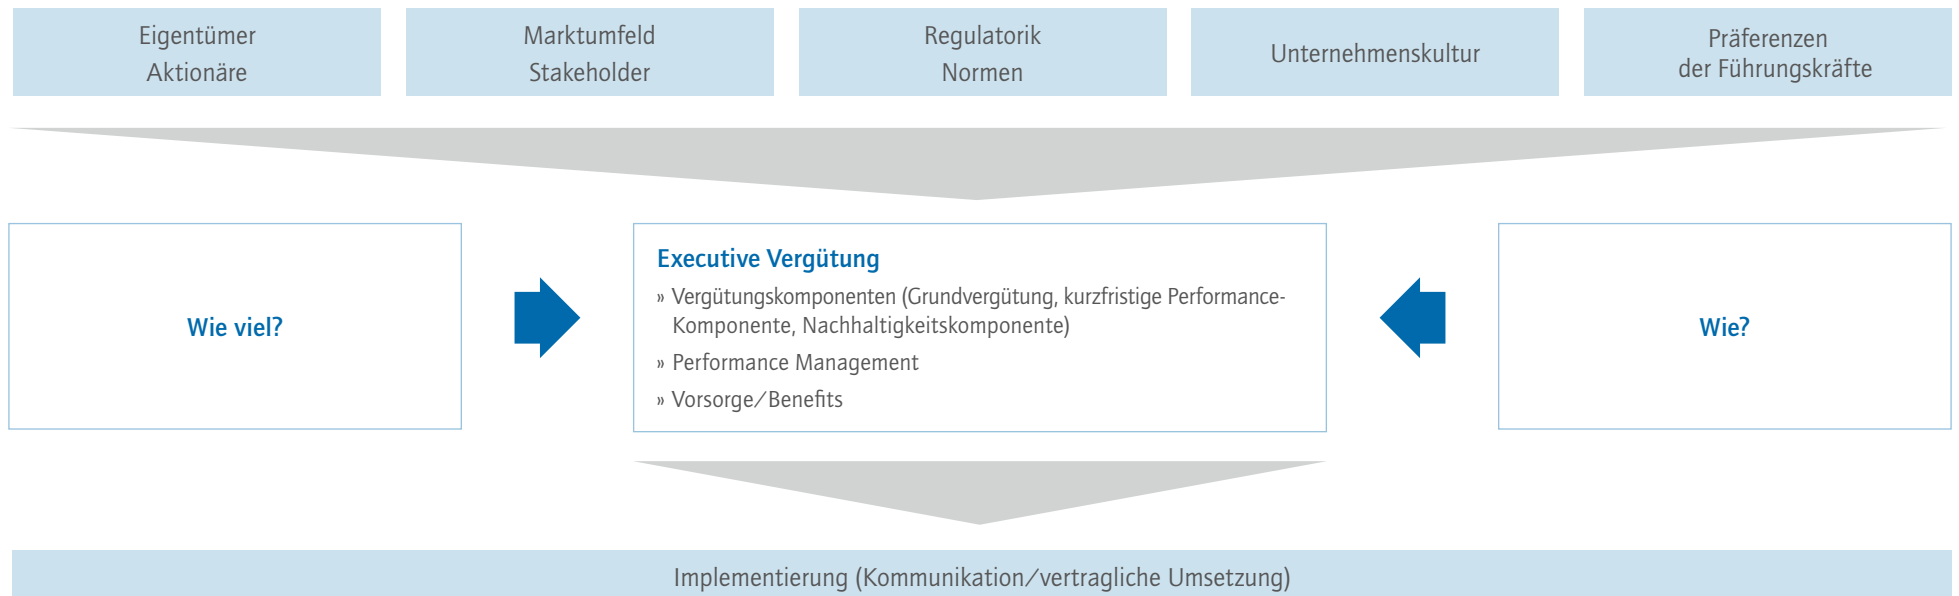 Eigentümer
Aktionäre
Marktumfeld
Stakeholder
Regulatorik
Normen
Unternehmenskultur
Präferenzen
der Führungskräfte
Wie viel?
Executive Vergütung
» Vergütungskomponenten (Grundvergütung, kurzfristige Performance-
Komponente, Nachhaltigkeitskomponente)
» Performance Management
» Vorsorge/Benefits
Wie?
Implementierung (Kommunikation/vertragliche Umsetzung)